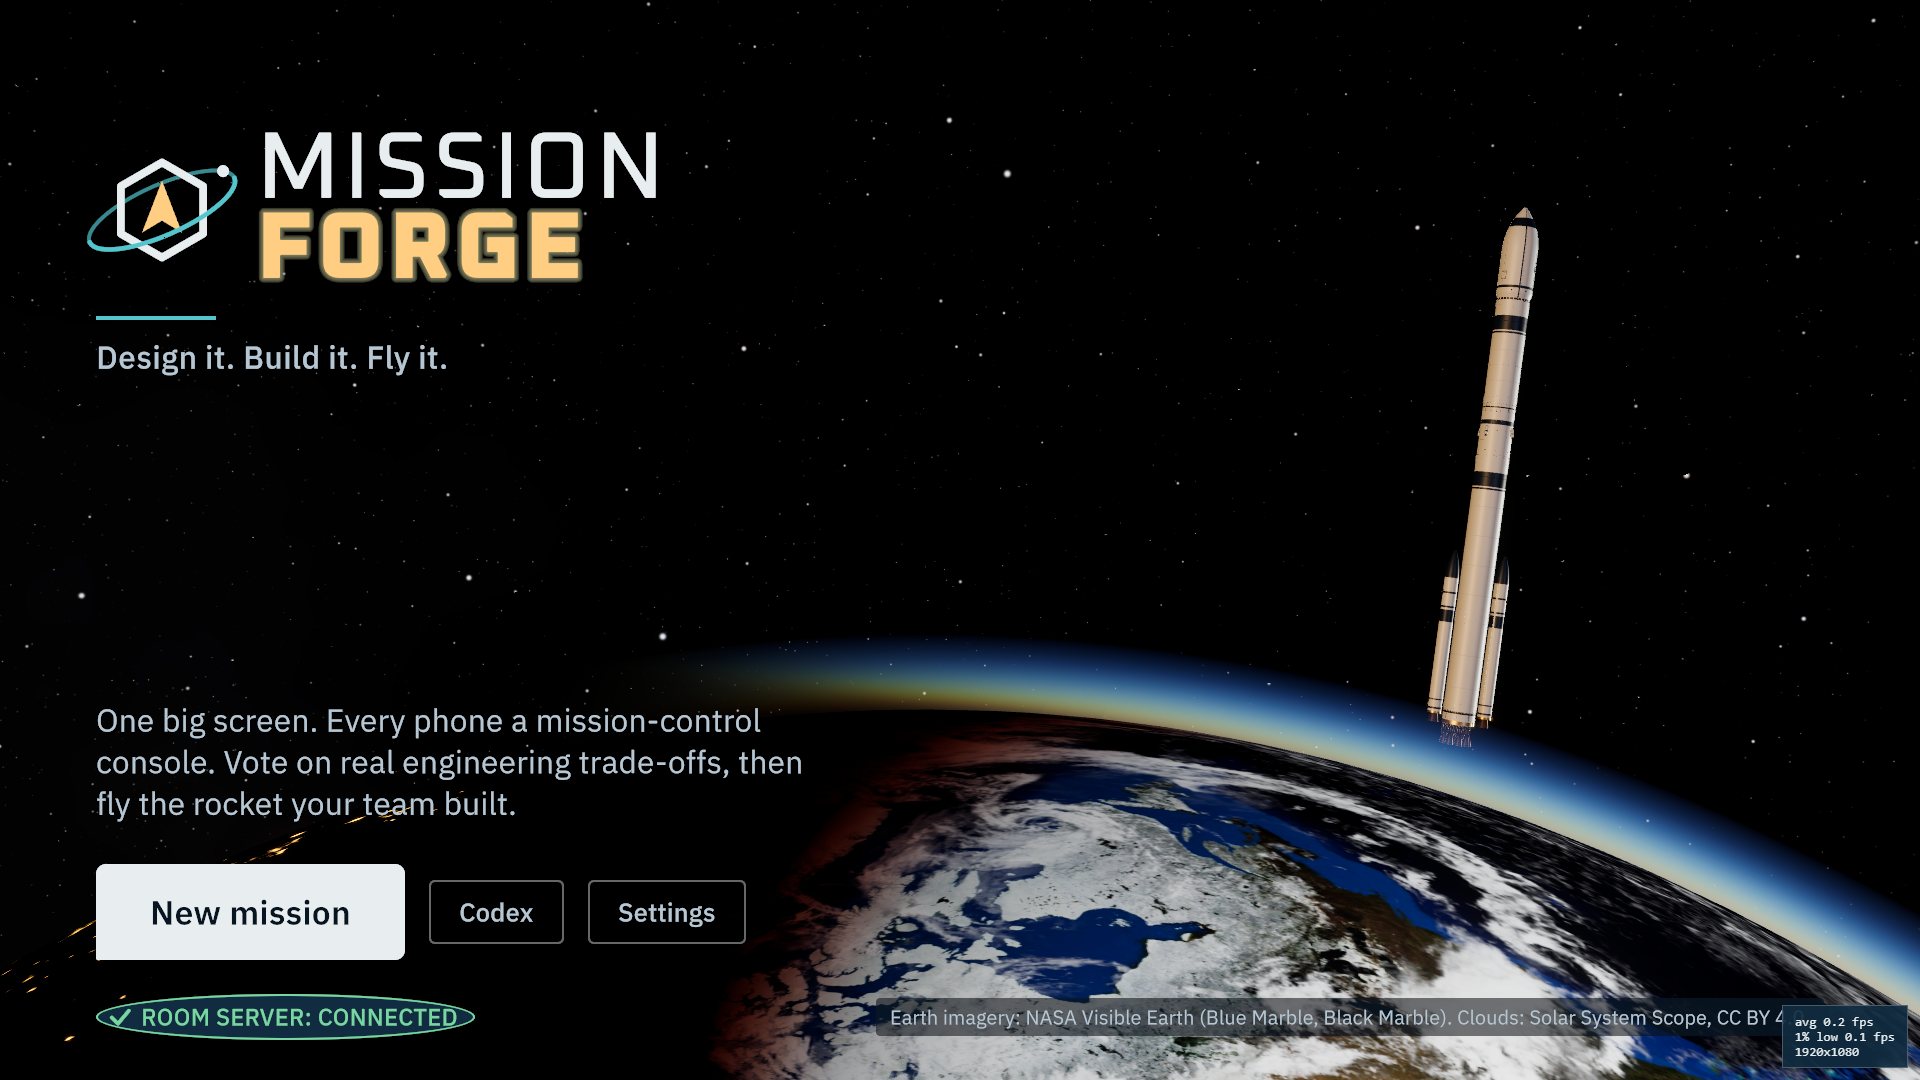 MISSION
FORGE
Design it. Build it. Fly it.
One big screen. Every phone a mission-control
console. Vote on real engineering trade-offs, then
fly the rocket your team built.
New mission
Codex
Settings
ROOM SERVER: CONNECTED
Earth imagery: NASA Visible Earth (Blue Marble, Black Marble). Clouds: Solar System Scope, CC BY
avg 0.2 fps
1% low 0.1 fps
1920x1080